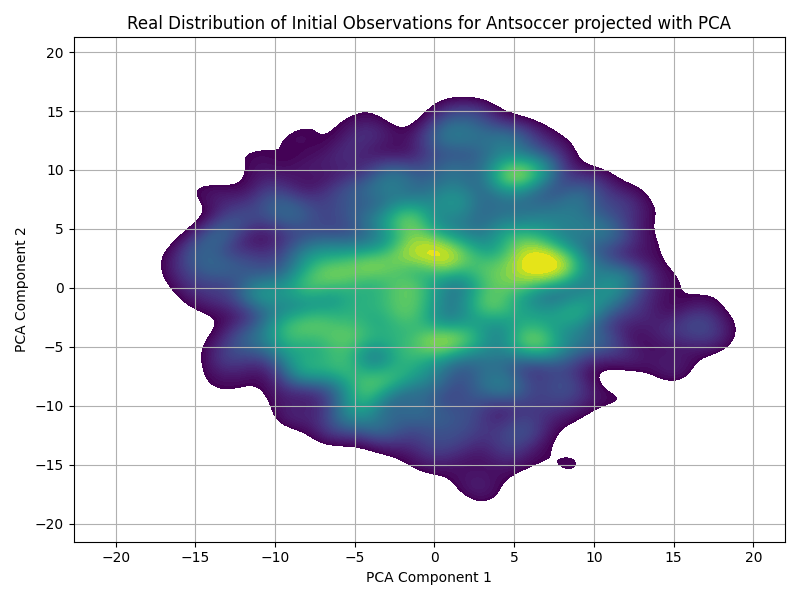 Real Distribution of Initial Observations for Antsoccer projected with PCA
20
15
10
5
0
−5
−10
−15
−20
PCA Component 2
−20 −15 −10 −5 0 5 10 15 20
PCA Component 1